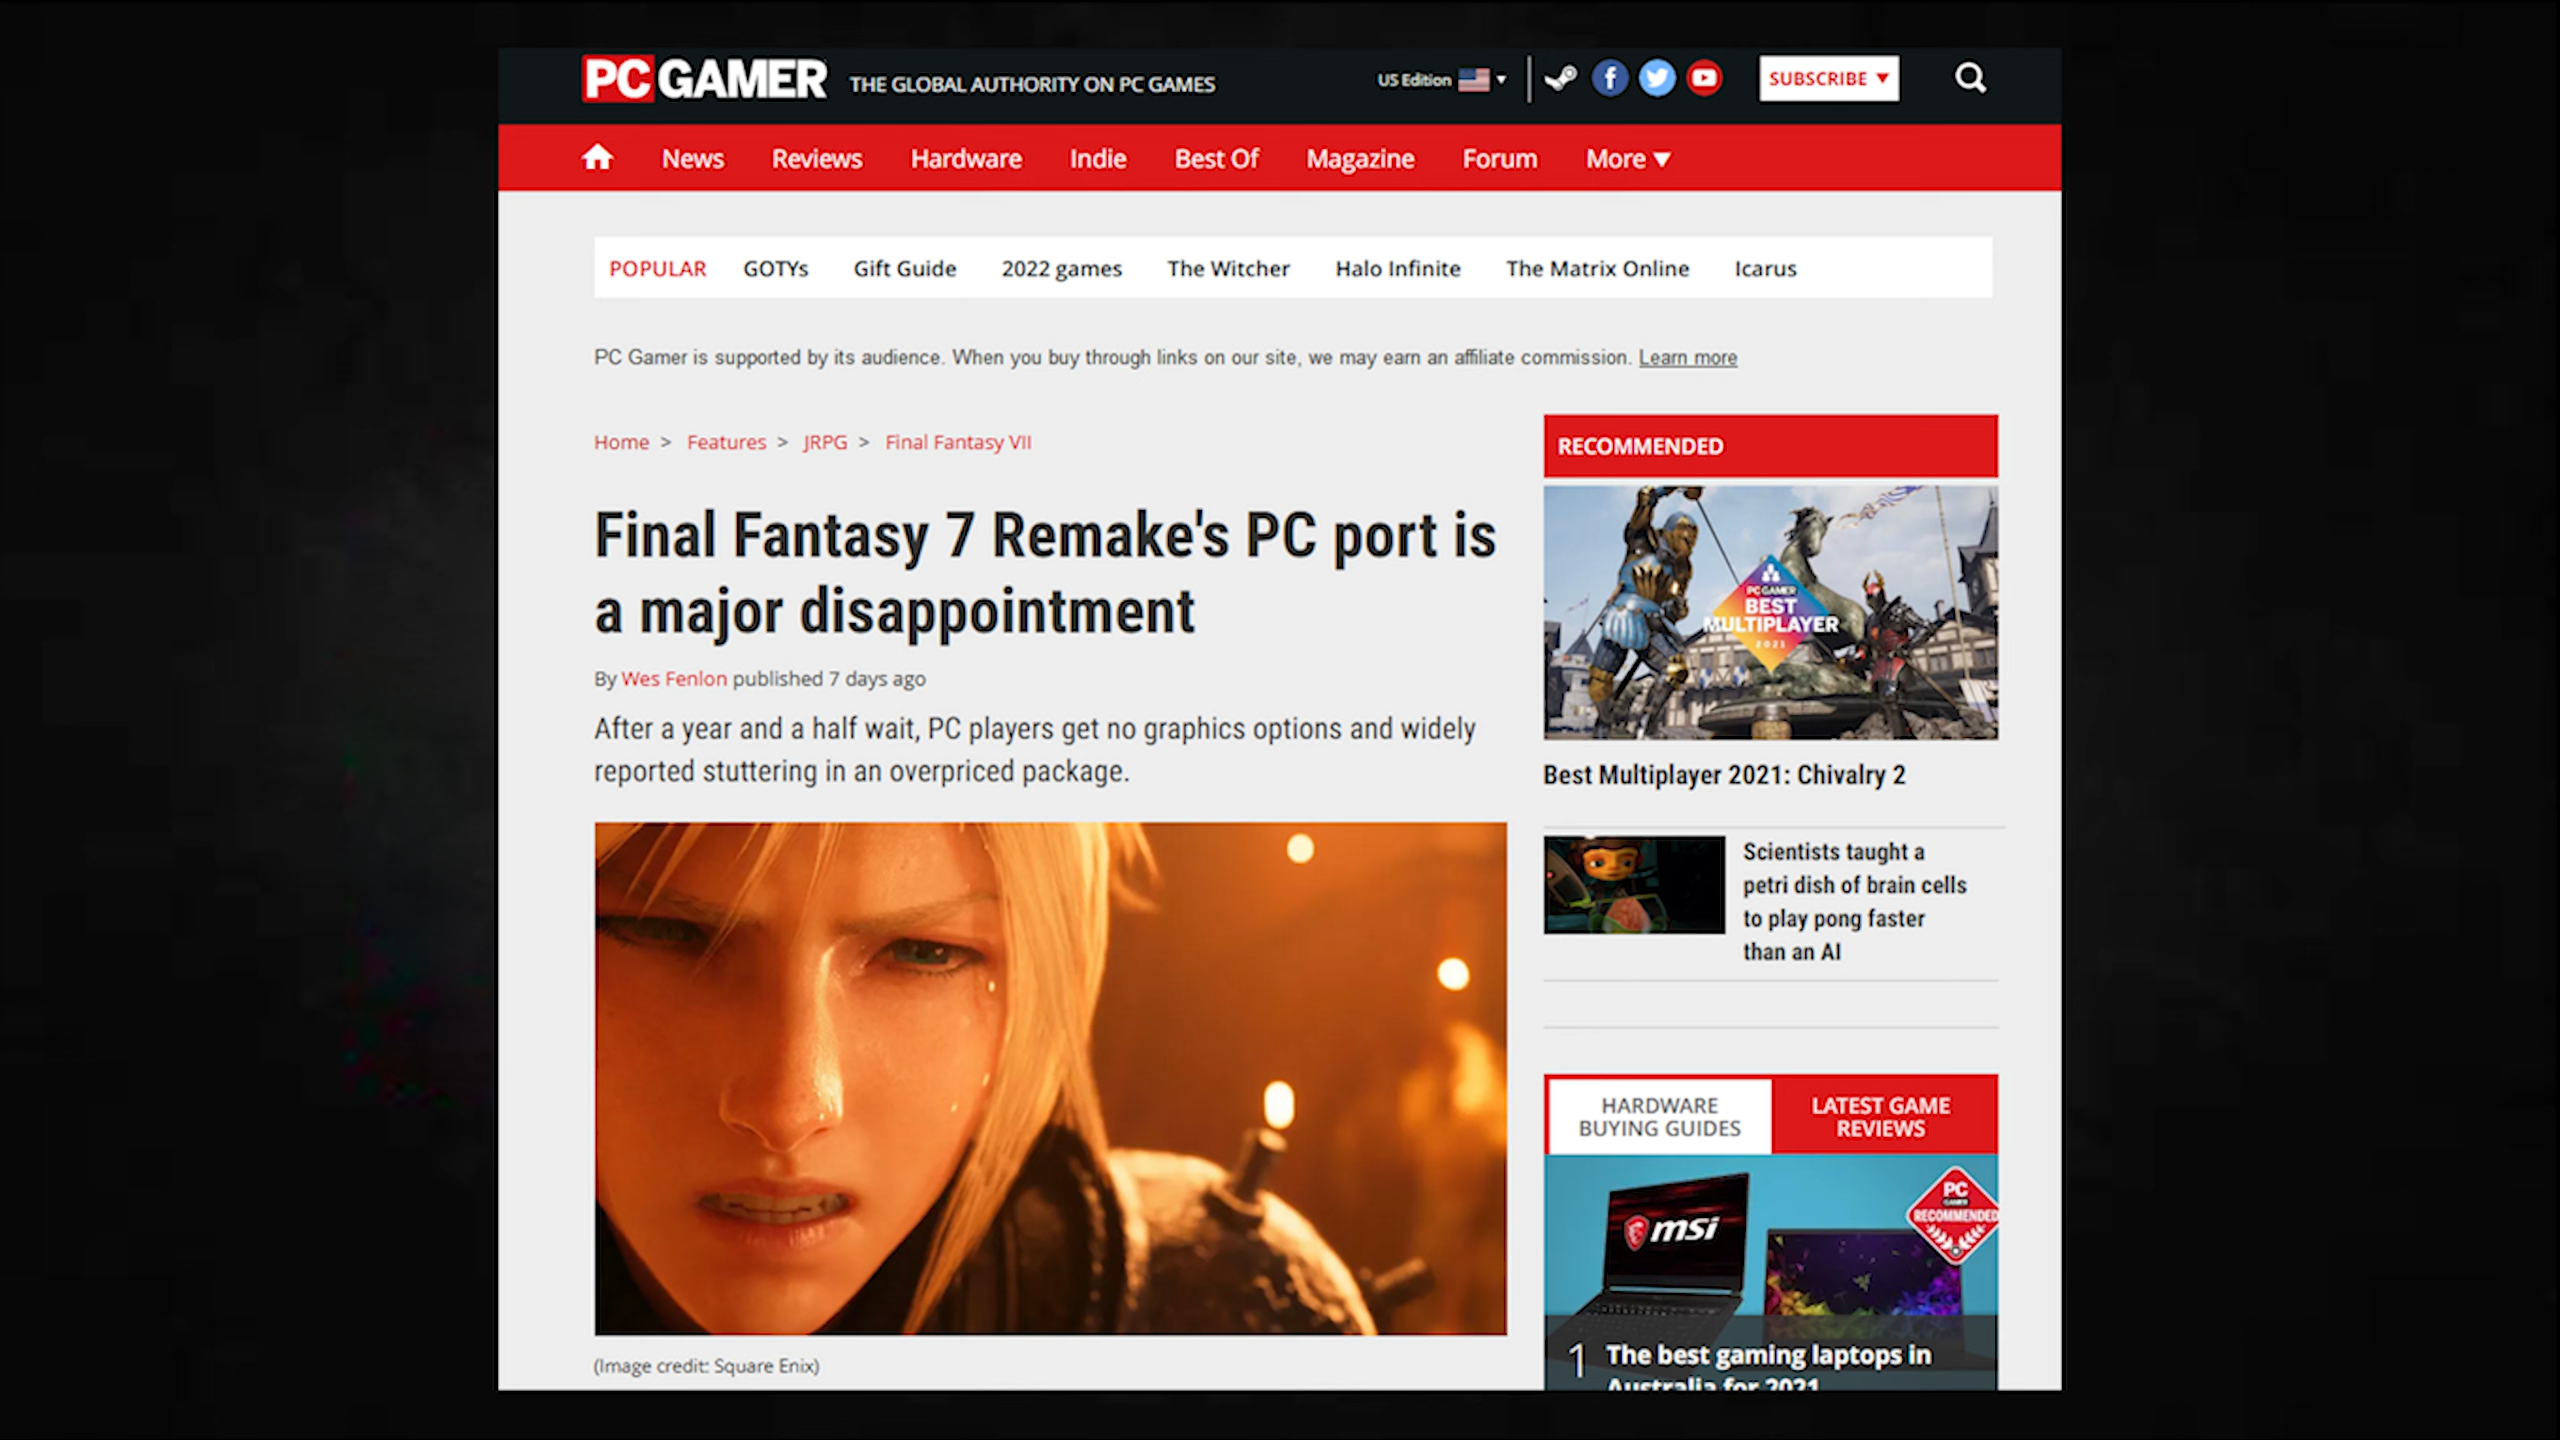 PC GAMER THE GLOBAL AUTHORITY ON PC GAMES
US Edition
SUBSCRIBE
News Reviews Hardware Indie Best Of Magazine Forum More
POPULAR GOTYs Gift Guide 2022 games The Witcher Halo Infinite The Matrix Online Icarus
PC Gamer is supported by its audience. When you buy through links on our site, we may earn an affiliate commission. Learn more
Home > Features > JRPG > Final Fantasy VII
Final Fantasy 7 Remake's PC port is
a major disappointment
By Wes Fenlon published 7 days ago
After a year and a half wait, PC players get no graphics options and widely
reported stuttering in an overpriced package.
(Image credit: Square Enix)
RECOMMENDED
PC GAMER
BEST
MULTIPLAYER
2021
Best Multiplayer 2021: Chivalry 2
Scientists taught a
petri dish of brain cells
to play pong faster
than an AI
HARDWARE
BUYING GUIDES
LATEST GAME
REVIEWS
msi
PC
GAMER
RECOMMENDED
1 The best gaming laptops in
Australia for 2021